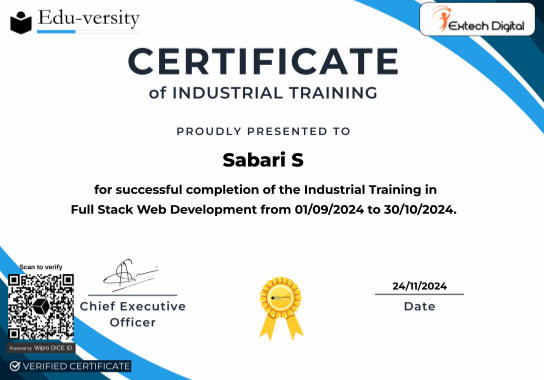 Edu-versity
Extech Digital
CERTIFICATE
of INDUSTRIAL TRAINING
PROUDLY PRESENTED TO
Sabari S
for successful completion of the Industrial Training in
Full Stack Web Development from 01/09/2024 to 30/10/2024.
Scan to verify
Powered by Wipro DICE ID
VERIFIED CERTIFICATE
Chief Executive
Officer
24/11/2024
Date